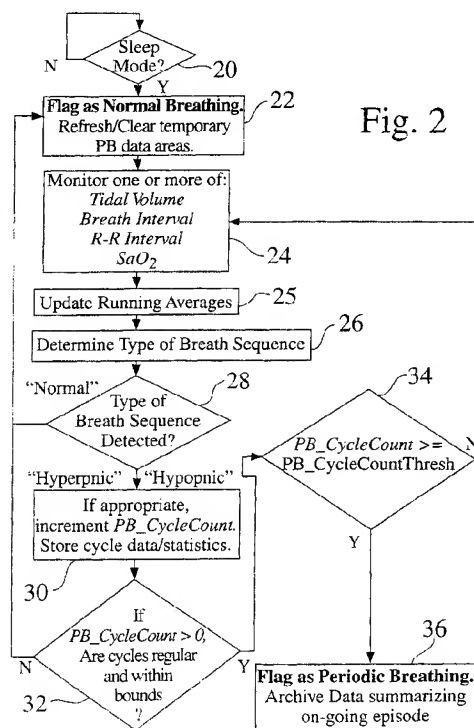 Sleep
Mode?
N
Y
20
Flag as Normal Breathing.
Refresh/Clear temporary
PB data areas.
22
Fig. 2
Monitor one or more of:
Tidal Volume
Breath Interval
R-R Interval
SaO2
24
Update Running Averages
25
26
Determine Type of Breath Sequence
"Normal"
28
Type of
Breath Sequence
Detected?
"Hyperpnic"
"Hypopnic"
If appropriate,
increment PB_CycleCount.
Store cycle data/statistics.
30
If
PB_CycleCount > 0,
Are cycles regular
and within
bounds
?
N
Y
32
34
PB_CycleCount >=
PB_CycleCountThresh
N
Y
36
Flag as Periodic Breathing.
Archive Data summarizing
on-going episode